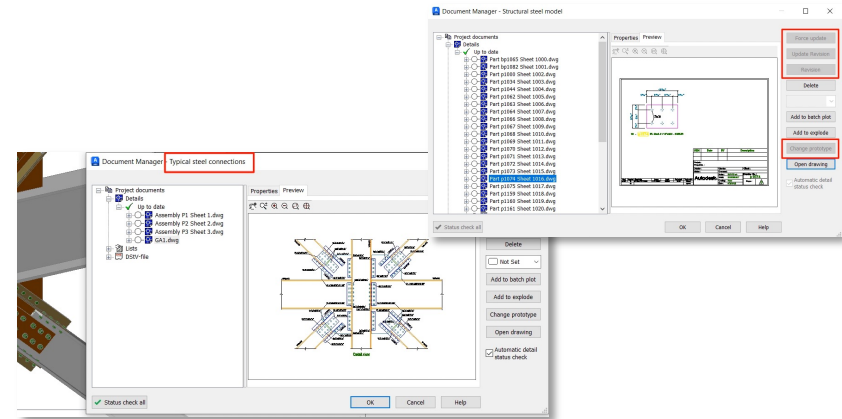 Document Manager - Structural steel model
Project documents
Details
Up to date
Part bp1065 Sheet 1000.dwg
Part bp1082 Sheet 1001.dwg
Part p1000 Sheet 1002.dwg
Part p1034 Sheet 1003.dwg
Part p1044 Sheet 1004.dwg
Part p1062 Sheet 1005.dwg
Part p1063 Sheet 1006.dwg
Part p1064 Sheet 1007.dwg
Part p1066 Sheet 1008.dwg
Part p1067 Sheet 1009.dwg
Part p1068 Sheet 1010.dwg
Part p1069 Sheet 1011.dwg
Part p1070 Sheet 1012.dwg
Part p1071 Sheet 1013.dwg
Part p1072 Sheet 1014.dwg
Part p1073 Sheet 1015.dwg
Part p1074 Sheet 1016.dwg
Part p1075 Sheet 1017.dwg
Part p1159 Sheet 1018.dwg
Part p1160 Sheet 1019.dwg
Part p1161 Sheet 1020.dwg
Properties Preview
Autodesk
Force update
Update Revision
Revision
Delete
Add to batch plot
Add to explode
Change prototype
Open drawing
Automatic detail
status check
Status check all
OK
Cancel
Help
Document Manager - Typical steel connections
Project documents
Details
Up to date
Assembly P1 Sheet 1.dwg
Assembly P2 Sheet 2.dwg
Assembly P3 Sheet 3.dwg
GA1.dwg
Lists
DStV-file
Properties Preview
Delete
Not Set
Add to batch plot
Add to explode
Change prototype
Open drawing
Automatic detail
status check
Status check all
OK
Cancel
Help